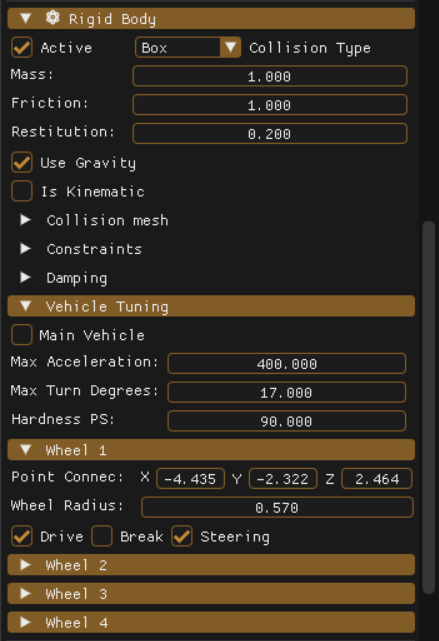 Rigid Body
Active Box Collision Type
Mass: 1.000
Friction: 1.000
Restitution: 0.200
Use Gravity
Is Kinematic
Collision mesh
Constraints
Damping
Vehicle Tuning
Main Vehicle
Max Acceleration: 400.000
Max Turn Degrees: 17.000
Hardness PS: 90.000
Wheel 1
Point Connec: X -4.435 Y -2.322 Z 2.464
Wheel Radius: 0.570
Drive Break Steering
Wheel 2
Wheel 3
Wheel 4